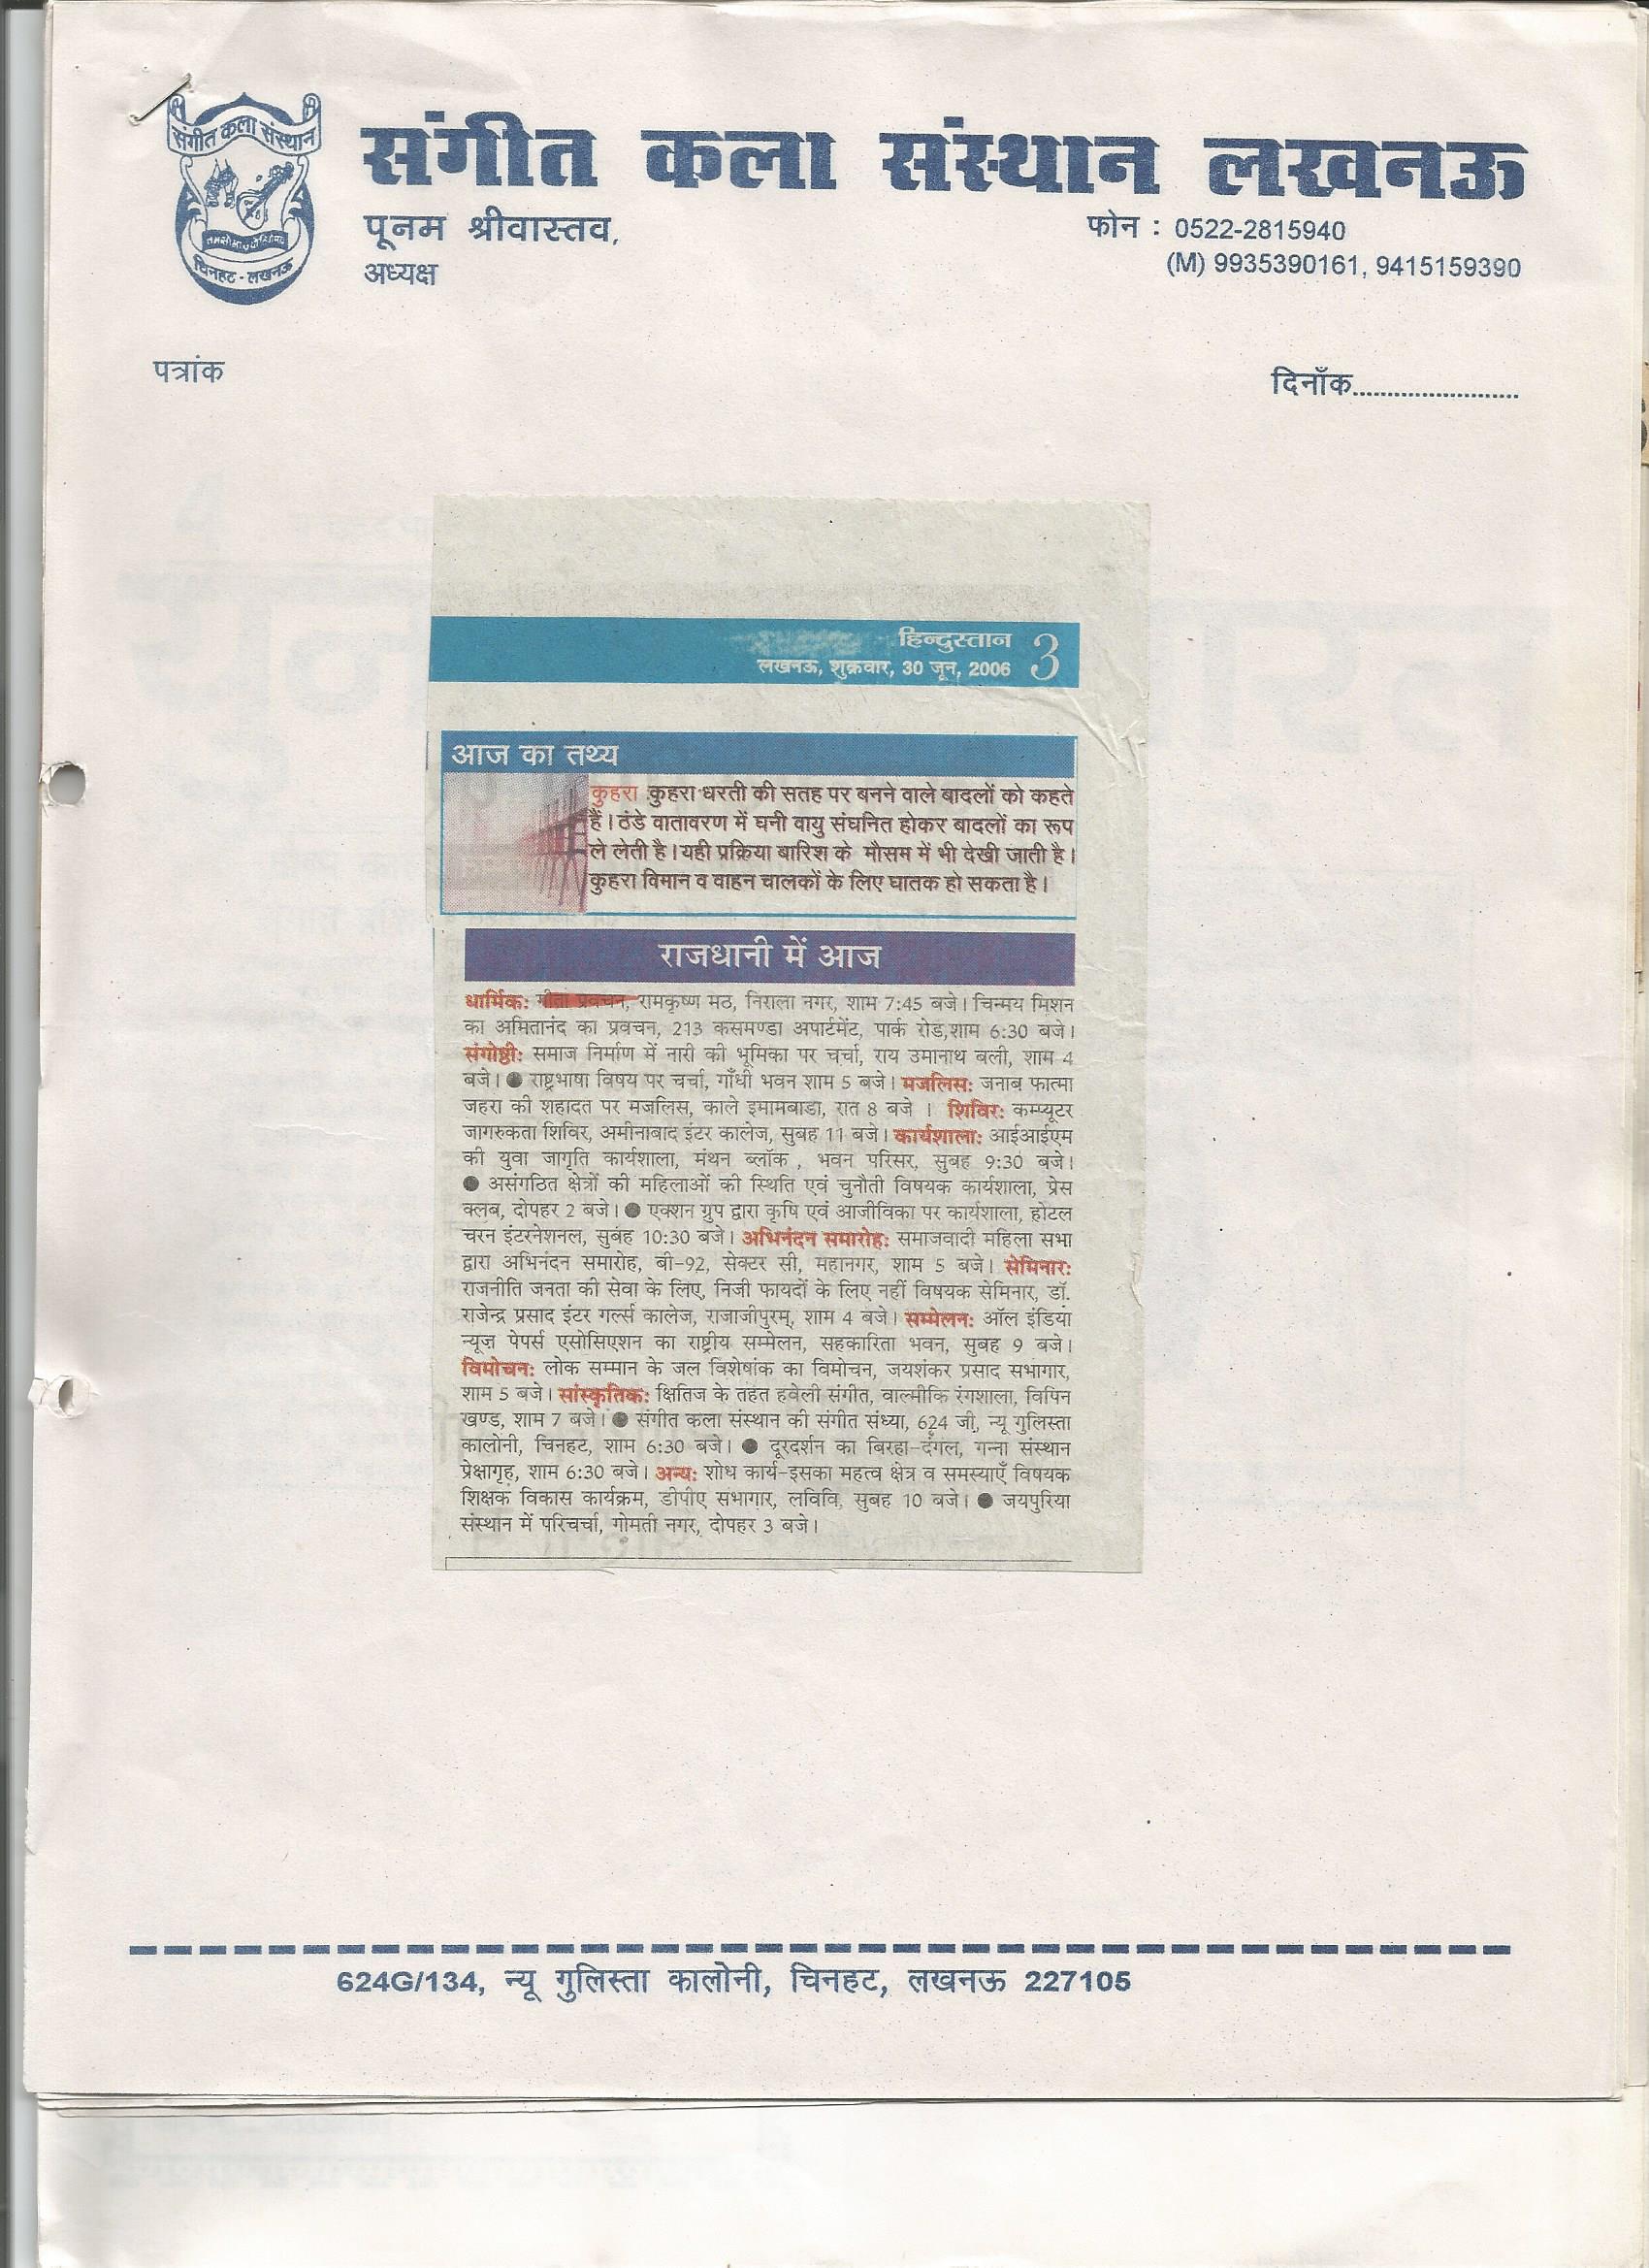 संगीत कला संस्थान
चिनहट - लखनऊ
संगीत कला संस्थान लखनऊ
पूनम श्रीवास्तव,
अध्यक्ष
फोन : 0522-2815940
(M) 9935390161, 9415159390
पत्रांक
दिनाँक........................
हिन्दुस्तान
लखनऊ, शुक्रवार, 30 जून, 2006
3
आज का तथ्य
कुहरा कुहरा धरती की सतह पर बनने वाले बादलों को कहते
हैं। ठंडे वातावरण में घनी वायु संघनित होकर बादलों का रूप
ले लेती है। यही प्रक्रिया बारिश के मौसम में भी देखी जाती है।
कुहरा विमान व वाहन चालकों के लिए घातक हो सकता है।
राजधानी में आज
धार्मिक: गीता प्रवचन, रामकृष्ण मठ, निराला नगर, शाम 7:45 बजे। चिन्मय मिशन
का अमितानंद का प्रवचन, 213 कसमण्डा अपार्टमेंट, पार्क रोड,शाम 6:30 बजे।
संगोष्ठी: समाज निर्माण में नारी की भूमिका पर चर्चा, राय उमानाथ बली, शाम 4
बजे। ● राष्ट्रभाषा विषय पर चर्चा, गाँधी भवन शाम 5 बजे। मजलिस: जनाब फात्मा
जहरा की शहादत पर मजलिस, काले इमामबाडा, रात 8 बजे । शिविर: कम्प्यूटर
जागरुकता शिविर, अमीनाबाद इंटर कालेज, सुबह 11 बजे। कार्यशाला: आईआईएम
की युवा जागृति कार्यशाला, मंथन ब्लॉक , भवन परिसर, सुबह 9:30 बजे।
● असंगठित क्षेत्रों की महिलाओं की स्थिति एवं चुनौती विषयक कार्यशाला, प्रेस
क्लब, दोपहर 2 बजे। ● एक्शन ग्रुप द्वारा कृषि एवं आजीविका पर कार्यशाला, होटल
चरन इंटरनेशनल, सुबंह 10:30 बजे। अभिनंदन समारोह: समाजवादी महिला सभा
द्वारा अभिनंदन समारोह, बी-92, सेक्टर सी, महानगर, शाम 5 बजे। सेमिनार:
राजनीति जनता की सेवा के लिए, निजी फायदों के लिए नहीं विषयक सेमिनार, डॉ.
राजेन्द्र प्रसाद इंटर गर्ल्स कालेज, राजाजीपुरम्, शाम 4 बजे। सम्मेलन: ऑल इंडिया
न्यूज़ पेपर्स एसोसिएशन का राष्ट्रीय सम्मेलन, सहकारिता भवन, सुबह 9 बजे।
विमोचन: लोक सम्मान के जल विशेषांक का विमोचन, जयशंकर प्रसाद सभागार,
शाम 5 बजे। सांस्कृतिक: क्षितिज के तहत हवेली संगीत, वाल्मीकि रंगशाला, विपिन
खण्ड, शाम 7 बजे। ● संगीत कला संस्थान की संगीत संध्या, 624 जी, न्यू गुलिस्ता
कालोनी, चिनहट, शाम 6:30 बजे। ● दूरदर्शन का बिरहा-दंगल, गन्ना संस्थान
प्रेक्षागृह, शाम 6:30 बजे। अन्य: शोध कार्य-इसका महत्व क्षेत्र व समस्याएँ विषयक
शिक्षक विकास कार्यक्रम, डीपीए सभागार, लविवि, सुबह 10 बजे। ● जयपुरिया
संस्थान में परिचर्चा, गोमती नगर, दोपहर 3 बजे।
624G/134, न्यू गुलिस्ता कालोनी, चिनहट, लखनऊ 227105